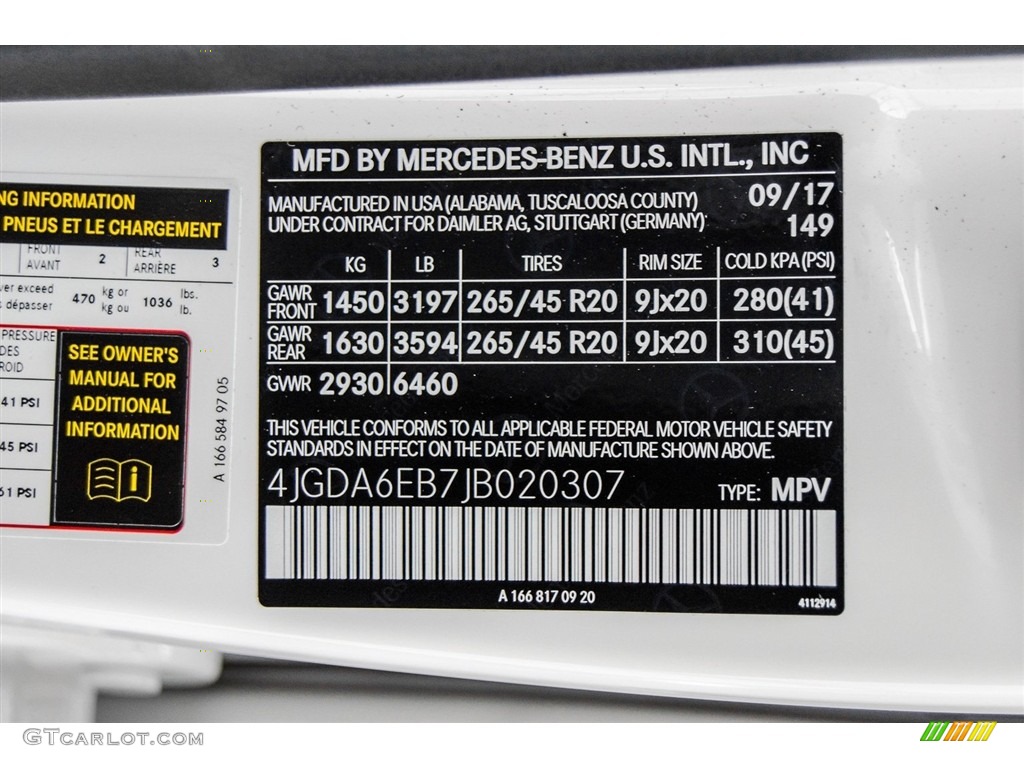 NG INFORMATION
PNEUS ET LE CHARGEMENT
FRONT
AVANT
2
REAR
ARRIÈRE
3
ver exceed
s dépasser
470
kg or
kg ou
1036
lbs.
lb.
PRESSURE
DES
ROID
41 PSI
45 PSI
61 PSI
SEE OWNER'S
MANUAL FOR
ADDITIONAL
INFORMATION
A 166 584 97 05
MFD BY MERCEDES-BENZ U.S. INTL., INC
MANUFACTURED IN USA (ALABAMA, TUSCALOOSA COUNTY) 09/17
UNDER CONTRACT FOR DAIMLER AG, STUTTGART (GERMANY) 149
KG LB TIRES RIM SIZE COLD KPA (PSI)
GAWR
FRONT
1450 3197 265/45 R20 9Jx20 280(41)
GAWR
REAR
1630 3594 265/45 R20 9Jx20 310(45)
GVWR 2930 6460
THIS VEHICLE CONFORMS TO ALL APPLICABLE FEDERAL MOTOR VEHICLE SAFETY
STANDARDS IN EFFECT ON THE DATE OF MANUFACTURE SHOWN ABOVE.
4JGDA6EB7JB020307 TYPE: MPV
A 166 817 09 20
4112914
GTCarlot.com